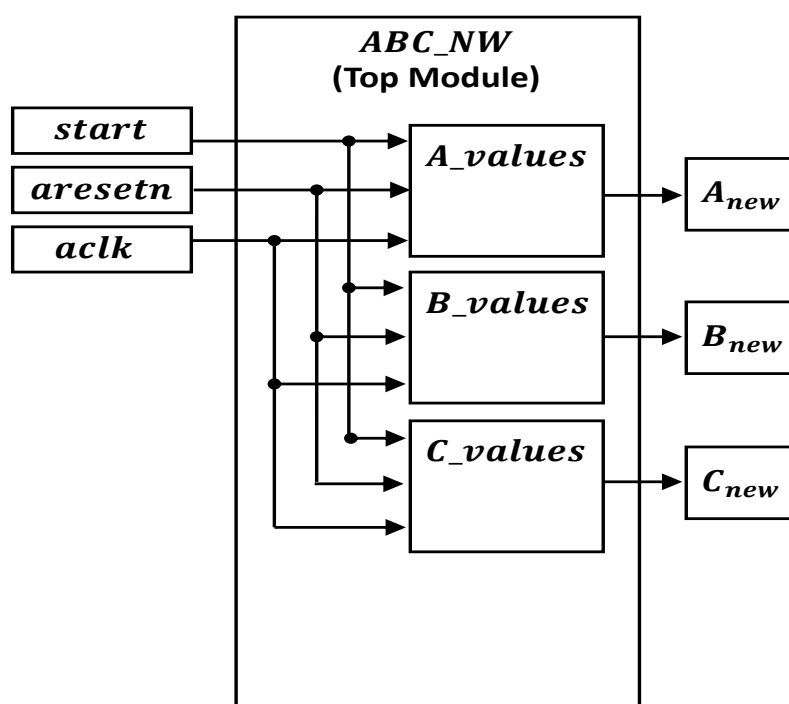 ABC_NW
(Top Module)
start
aresetn
aclk
A_values
B_values
C_values
A_new
B_new
C_new